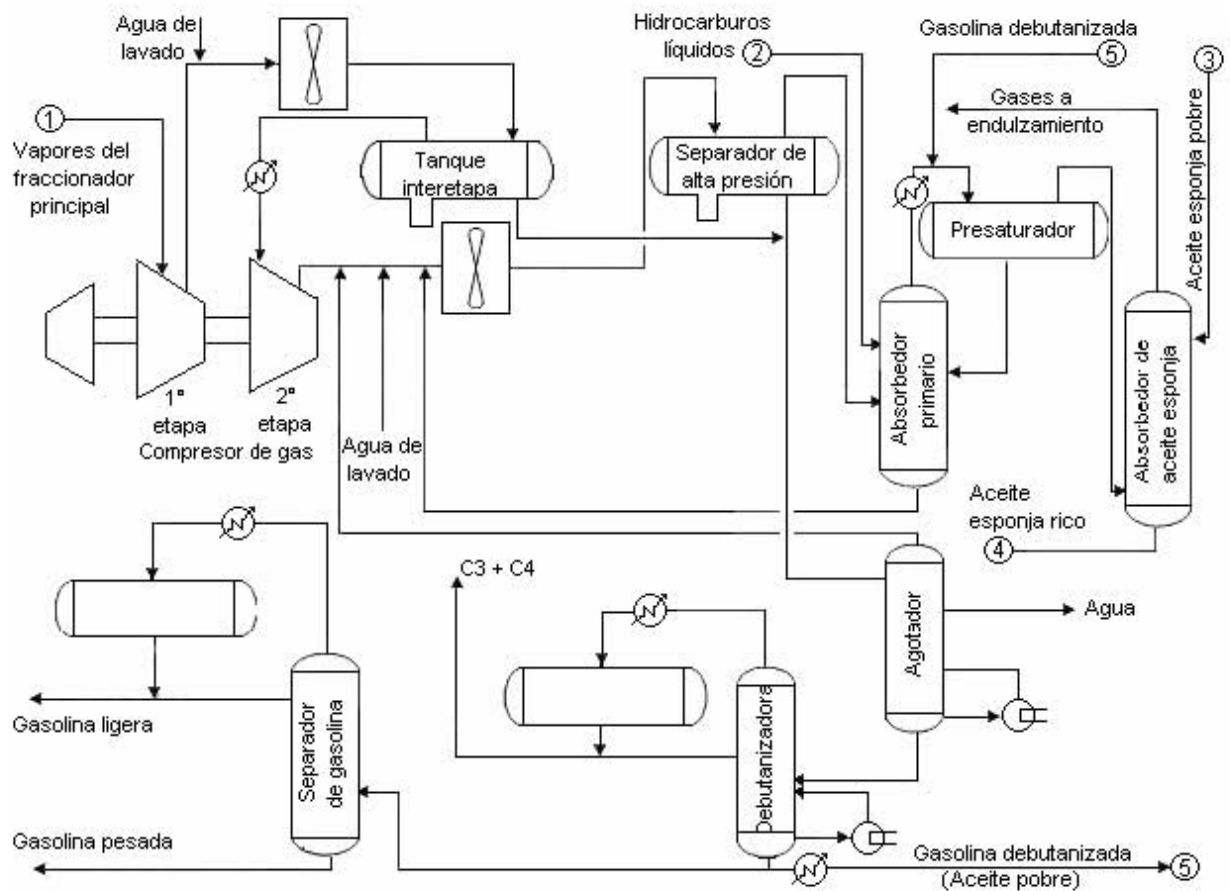 Agua de
lavado
Hidrocarburos
líquidos
2
Gasolina debutanizada
5
3
1
Vapores del
fraccionador
principal
Tanque
interetapa
Separador de
alta presión
Gases a
endulzamiento
Presaturador
Aceite esponja pobre
Absorbedor
primario
Absorbedor de
aceite esponja
1ª
etapa
2ª
etapa
Compresor de gas
Agua de
lavado
Aceite
esponja rico
4
C3 + C4
Agotador
Agua
Gasolina ligera
Separador
de gasolina
Debutanizadora
Gasolina pesada
Gasolina debutanizada
(Aceite pobre)
5